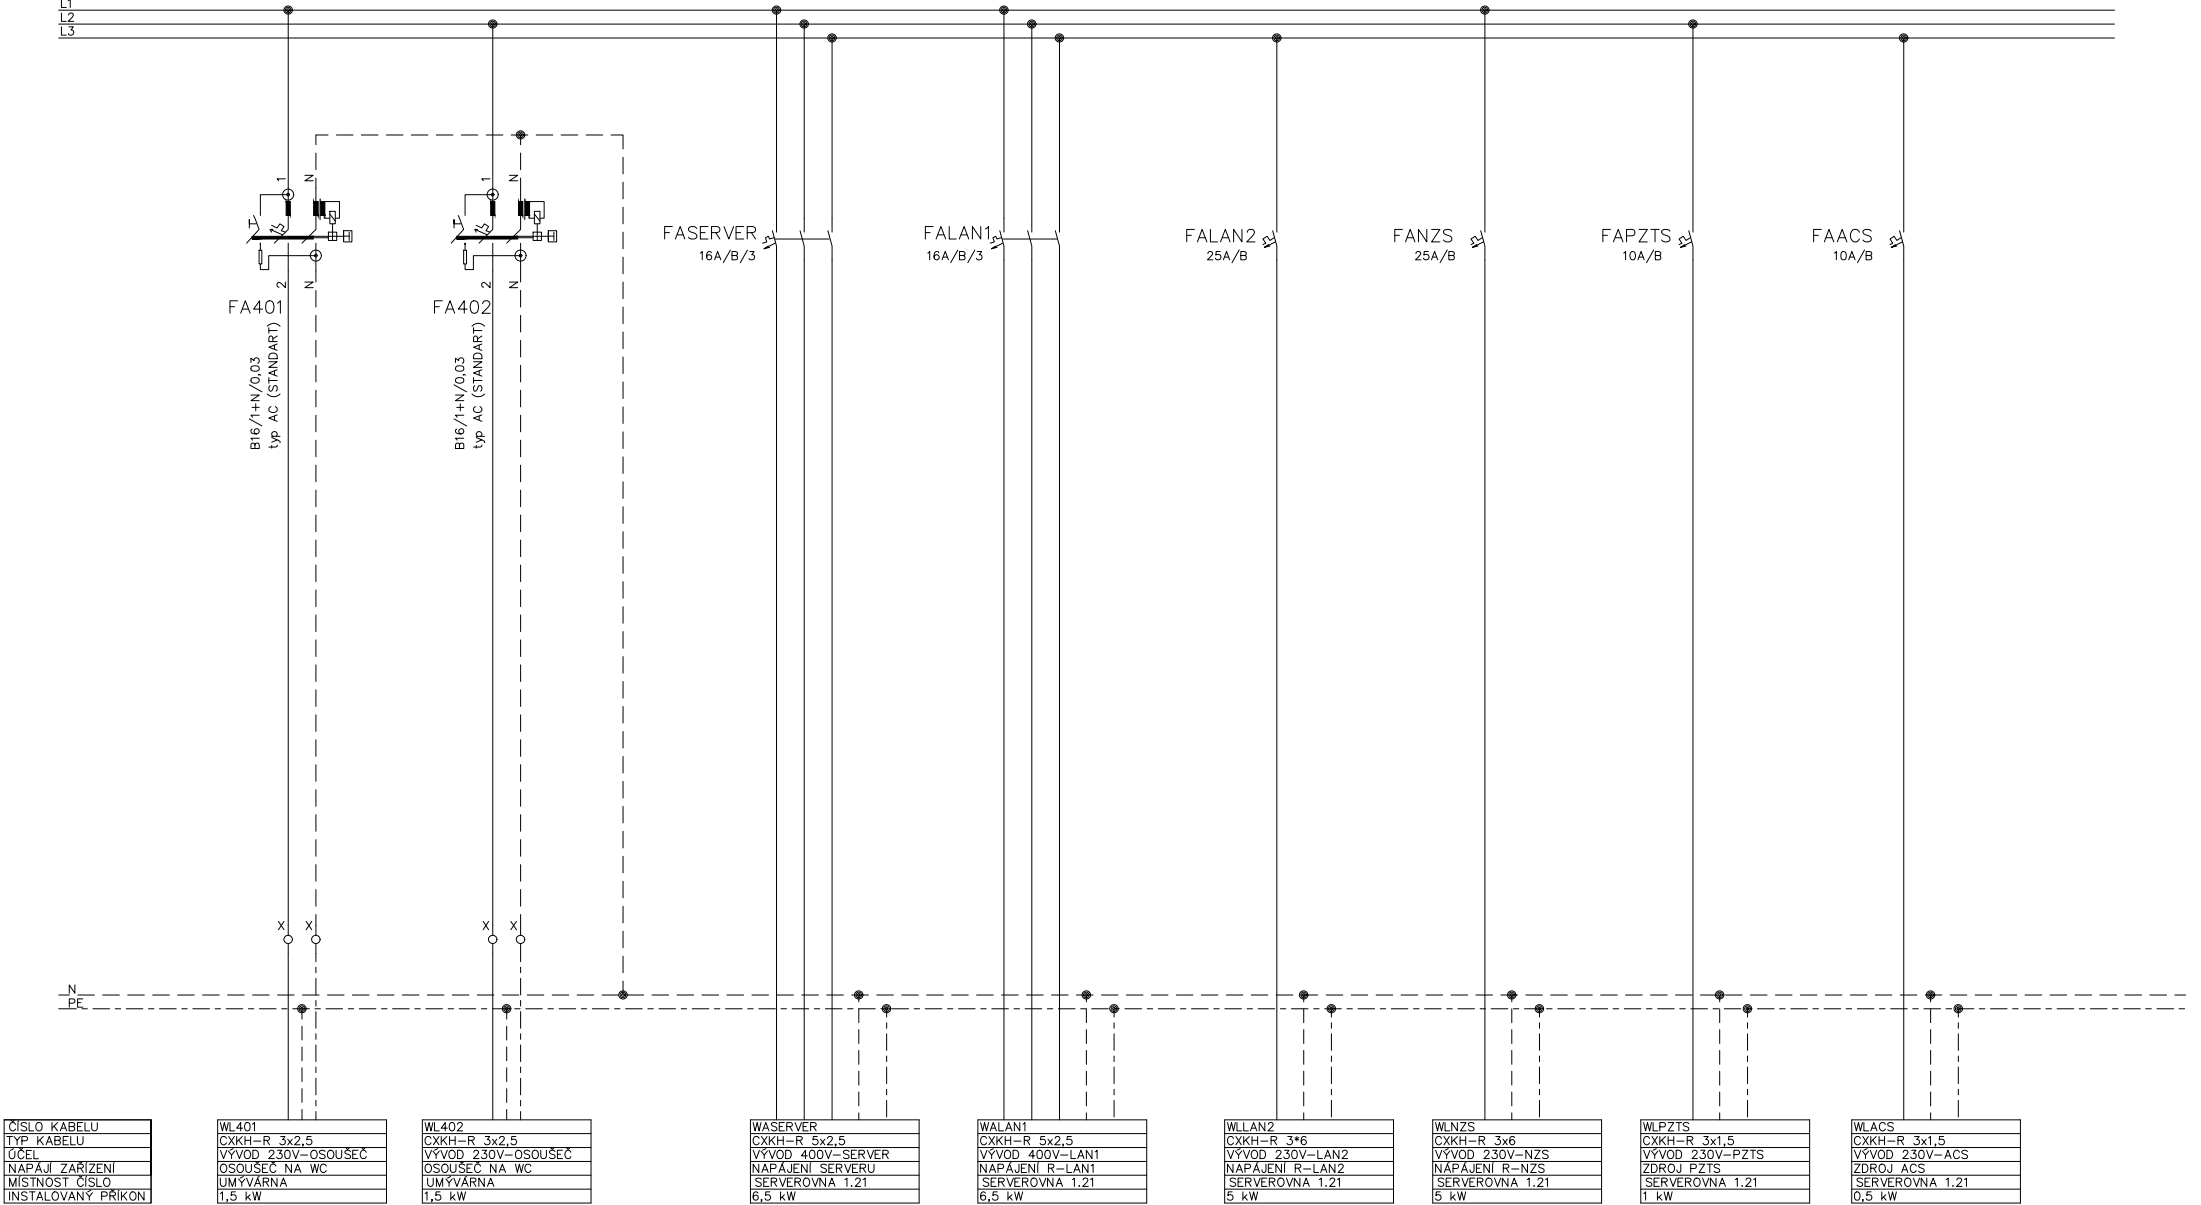 L1
L2
L3
1
N
1
N
FASERVER
16A/B/3
FALAN1
16A/B/3
FALAN2
25A/B
FANZS
25A/B
FAPZTS
10A/B
FAACS
10A/B
2
N
2
N
FA401
FA402
B16/1+N/0,03
typ AC (STANDART)
B16/1+N/0,03
typ AC (STANDART)
X
X
X
X
N
PE
ČÍSLO KABELU
TYP KABELU
ÚČEL
NAPÁJÍ ZAŘÍZENÍ
MÍSTNOST ČÍSLO
INSTALOVANÝ PŘÍKON
WL401
CXKH-R 3x2,5
VÝVOD 230V-OSOUŠEČ
OSOUŠEČ NA WC
UMÝVÁRNA
1,5 kW
WL402
CXKH-R 3x2,5
VÝVOD 230V-OSOUŠEČ
OSOUŠEČ NA WC
UMÝVÁRNA
1,5 kW
WASERVER
CXKH-R 5x2,5
VÝVOD 400V-SERVER
NAPÁJENÍ SERVERU
SERVEROVNA 1.21
6,5 kW
WALAN1
CXKH-R 5x2,5
VÝVOD 400V-LAN1
NAPÁJENÍ R-LAN1
SERVEROVNA 1.21
6,5 kW
WLLAN2
CXKH-R 3*6
VÝVOD 230V-LAN2
NAPÁJENÍ R-LAN2
SERVEROVNA 1.21
5 kW
WLNZS
CXKH-R 3x6
VÝVOD 230V-NZS
NÁPÁJENÍ R-NZS
SERVEROVNA 1.21
5 kW
WLPZTS
CXKH-R 3x1,5
VÝVOD 230V-PZTS
ZDROJ PZTS
SERVEROVNA 1.21
1 kW
WLACS
CXKH-R 3x1,5
VÝVOD 230V-ACS
ZDROJ ACS
SERVEROVNA 1.21
0,5 kW